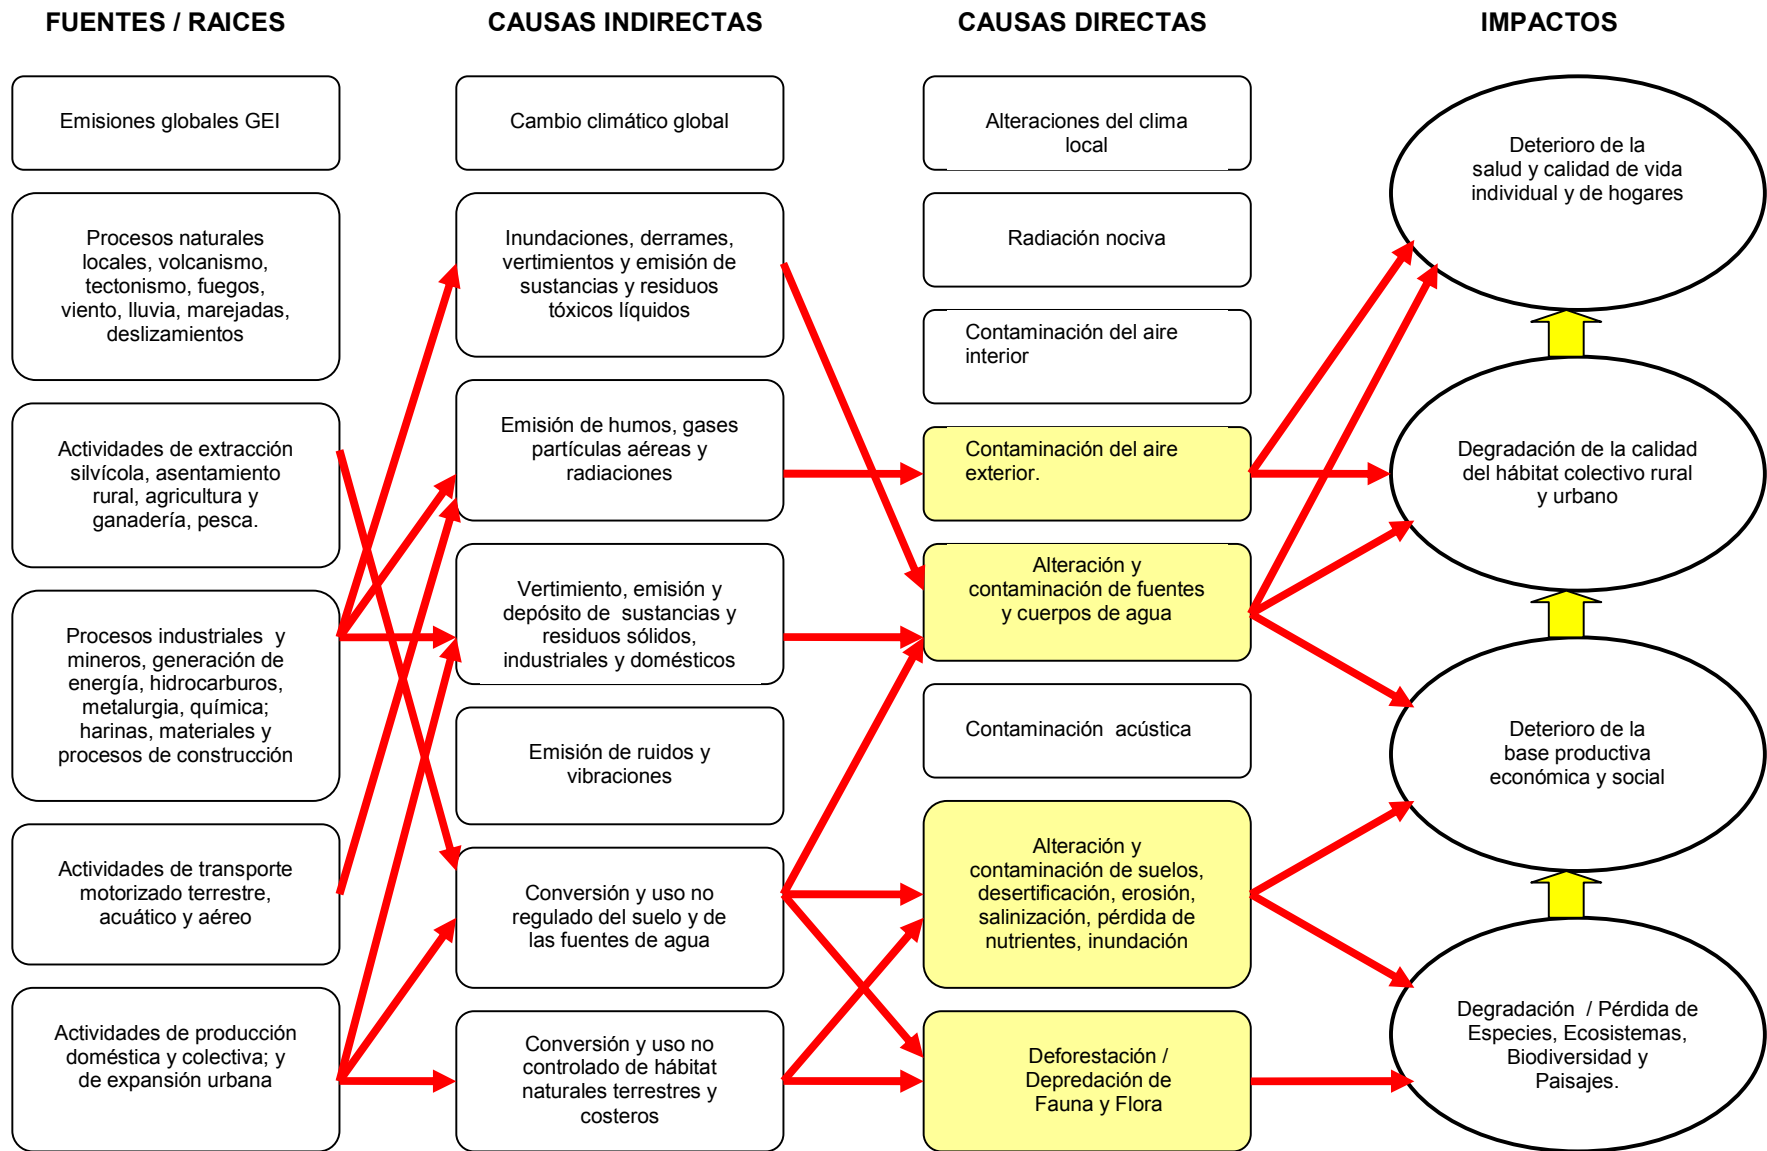 FUENTES / RAICES
CAUSAS INDIRECTAS
CAUSAS DIRECTAS
IMPACTOS
Emisiones globales GEI
Procesos naturales
locales, volcanismo,
tectonismo, fuegos,
viento, lluvia, marejadas,
deslizamientos
Actividades de extracción
silvícola, asentamiento
rural, agricultura y
ganadería, pesca.
Procesos industriales y
mineros, generación de
energía, hidrocarburos,
metalurgia, química;
harinas, materiales y
procesos de construcción
Actividades de transporte
motorizado terrestre,
acuático y aéreo
Actividades de producción
doméstica y colectiva; y
de expansión urbana
Cambio climático global
Inundaciones, derrames,
vertimientos y emisión de
sustancias y residuos
tóxicos líquidos
Emisión de humos, gases
partículas aéreas y
radiaciones
Vertimiento, emisión y
depósito de sustancias y
residuos sólidos,
industriales y domésticos
Emisión de ruidos y
vibraciones
Conversión y uso no
regulado del suelo y de
las fuentes de agua
Conversión y uso no
controlado de hábitat
naturales terrestres y
costeros
Alteraciones del clima
local
Radiación nociva
Contaminación del aire
interior
Contaminación del aire
exterior.
Alteración y
contaminación de fuentes
y cuerpos de agua
Contaminación acústica
Alteración y
contaminación de suelos,
desertificación, erosión,
salinización, pérdida de
nutrientes, inundación
Deforestación /
Depredación de
Fauna y Flora
Deterioro de la
salud y calidad de vida
individual y de hogares
Degradación de la calidad
del hábitat colectivo rural
y urbano
Deterioro de la
base productiva
económica y social
Degradación / Pérdida de
Especies, Ecosistemas,
Biodiversidad y
Paisajes.